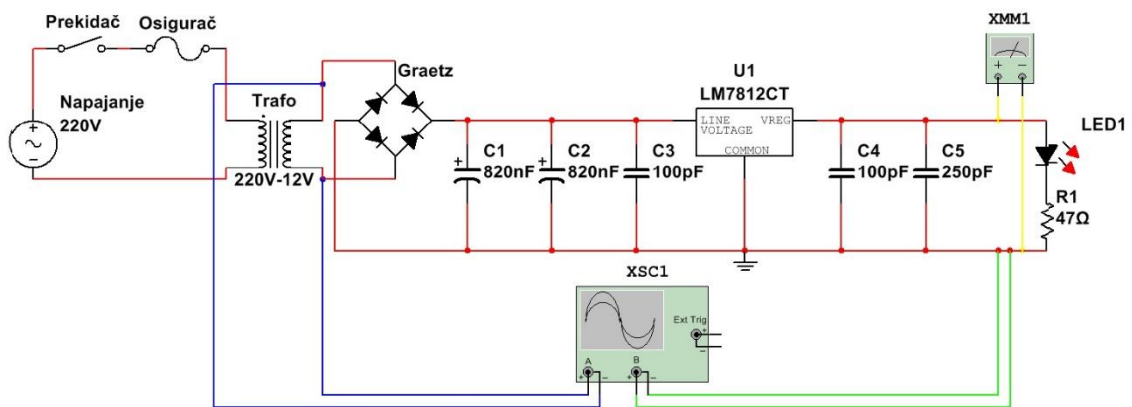 Prekidač
Osigurač
Napajanje
220V
Trafo
220V-12V
Graetz
C1
820nF
C2
820nF
C3
100pF
U1
LM7812CT
LINE VREG
VOLTAGE
COMMON
C4
100pF
C5
250pF
XMM1
LED1
R1
47Ω
XSC1
Ext Trig
A
B